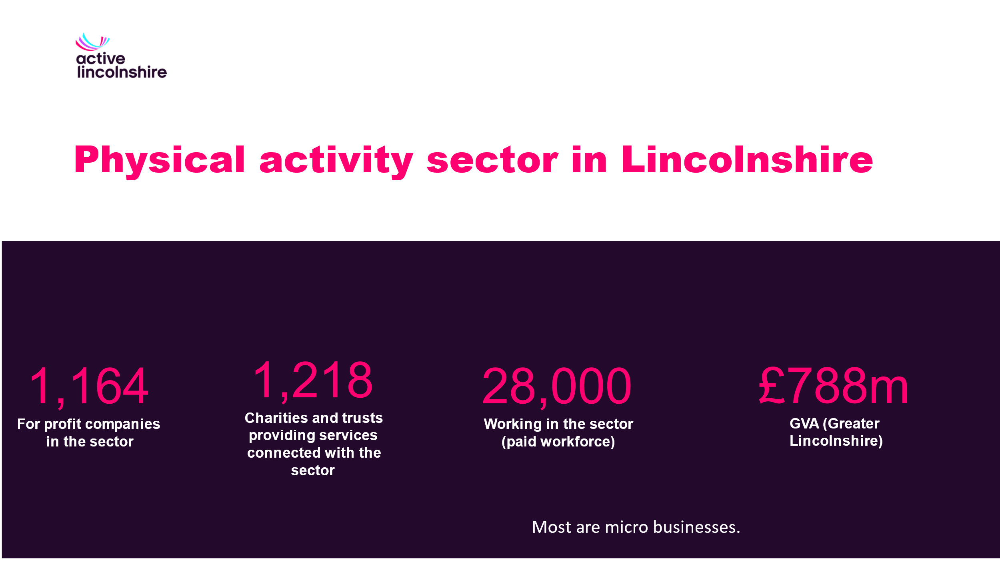 active
lincolnshire
Physical activity sector in Lincolnshire
1,164
For profit companies
in the sector
1,218
Charities and trusts
providing services
connected with the
sector
28,000
Working in the sector
(paid workforce)
£788m
GVA (Greater
Lincolnshire)
Most are micro businesses.